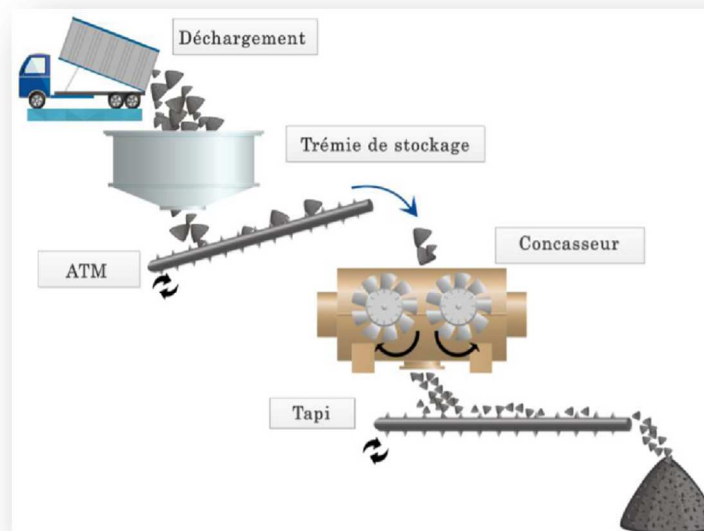 Déchargement
Trémie de stockage
Concasseur
ATM
Tapi